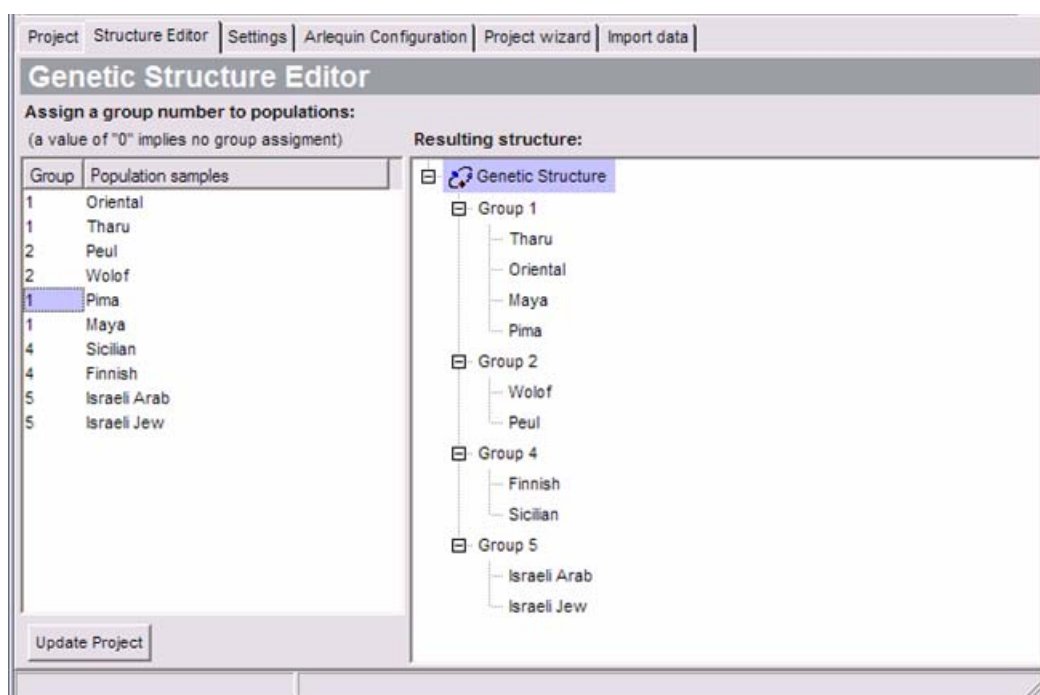 Project Structure Editor Settings Arlequin Configuration Project wizard Import data
Genetic Structure Editor
Assign a group number to populations:
(a value of "0" implies no group assigment)
Group Population samples
1 Oriental
1 Tharu
2 Peul
2 Wolof
1 Pima
1 Maya
4 Sicilian
4 Finnish
5 Israeli Arab
5 Israeli Jew
Update Project
Resulting structure:
Genetic Structure
Group 1
Tharu
Oriental
Maya
Pima
Group 2
Wolof
Peul
Group 4
Finnish
Sicilian
Group 5
Israeli Arab
Israeli Jew